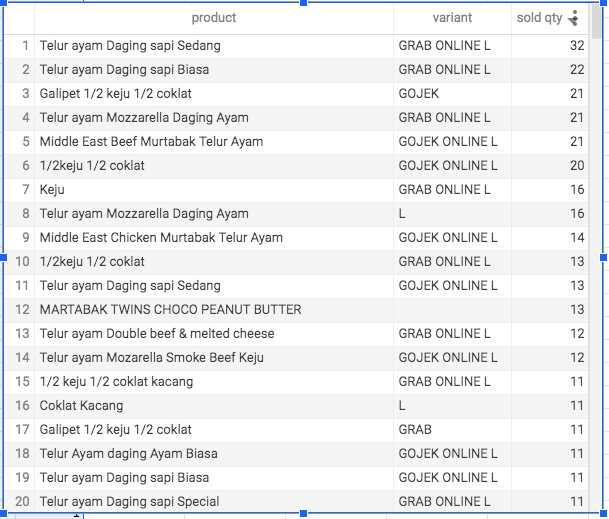 product variant sold qty
1 Telur ayam Daging sapi Sedang GRAB ONLINE L 32
2 Telur ayam Daging sapi Biasa GRAB ONLINE L 22
3 Galipet 1/2 keju 1/2 coklat GOJEK 21
4 Telur ayam Mozzarella Daging Ayam GRAB ONLINE L 21
5 Middle East Beef Murtabak Telur Ayam GOJEK ONLINE L 21
6 1/2keju 1/2 coklat GOJEK ONLINE L 20
7 Keju GRAB ONLINE L 16
8 Telur ayam Mozzarella Daging Ayam L 16
9 Middle East Chicken Murtabak Telur Ayam GOJEK ONLINE L 14
10 1/2keju 1/2 coklat GRAB ONLINE L 13
11 Telur ayam Daging sapi Sedang GOJEK ONLINE L 13
12 MARTABAK TWINS CHOCO PEANUT BUTTER 13
13 Telur ayam Double beef & melted cheese GRAB ONLINE L 12
14 Telur ayam Mozarella Smoke Beef Keju GOJEK ONLINE L 12
15 1/2 keju 1/2 coklat kacang GRAB ONLINE L 11
16 Coklat Kacang L 11
17 Galipet 1/2 keju 1/2 coklat GRAB 11
18 Telur Ayam daging Ayam Biasa GOJEK ONLINE L 11
19 Telur ayam Daging sapi Biasa GOJEK ONLINE L 11
20 Telur ayam Daging sapi Special GRAB ONLINE L 11